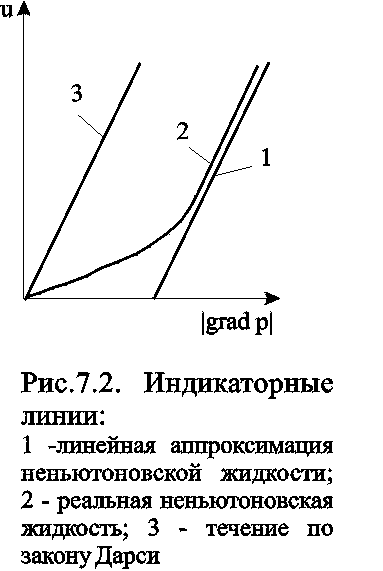 u
3
2
1
|grad p|
Рис.7.2. Индикаторные
линии:
1 -линейная аппроксимация
неньютоновской жидкости;
2 - реальная неньютоновская
жидкость; 3 - течение по
закону Дарси